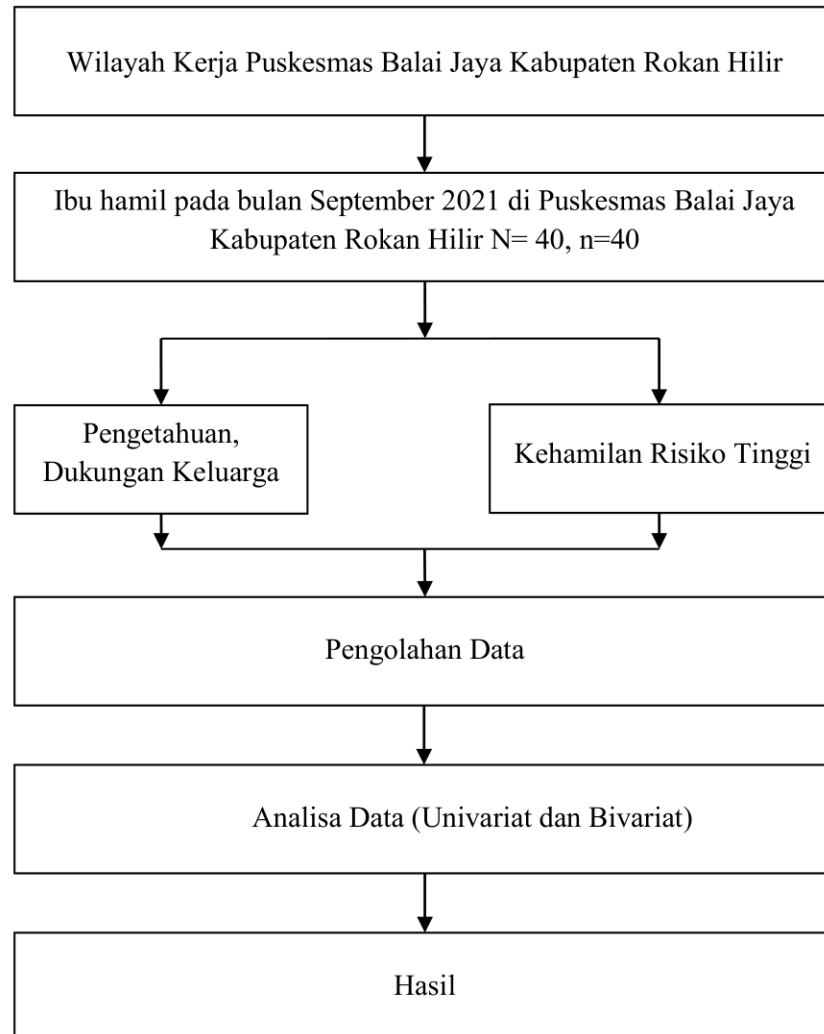 Wilayah Kerja Puskesmas Balai Jaya Kabupaten Rokan Hilir
Ibu hamil pada bulan September 2021 di Puskesmas Balai Jaya
Kabupaten Rokan Hilir N= 40, n=40
Pengetahuan,
Dukungan Keluarga
Kehamilan Risiko Tinggi
Pengolahan Data
Analisa Data (Univariat dan Bivariat)
Hasil